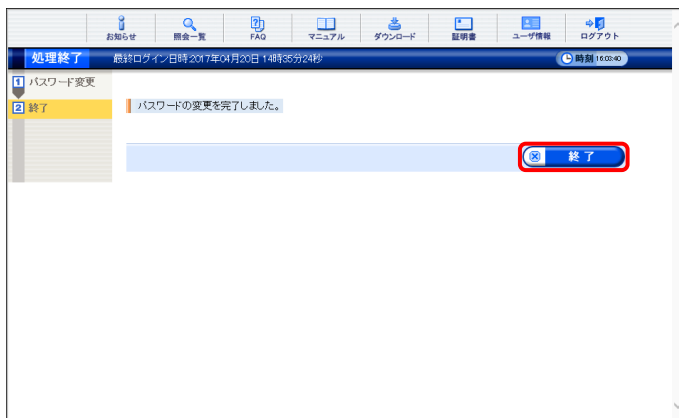 お知らせ 照会一覧 FAQ マニュアル ダウンロード 証明書 ユーザ情報 ログアウト
処理終了 最終ログイン日時:2017年04月20日 14時35分24秒 時刻 16:03:40
1 パスワード変更
2 終了
パスワードの変更を完了しました。
終了